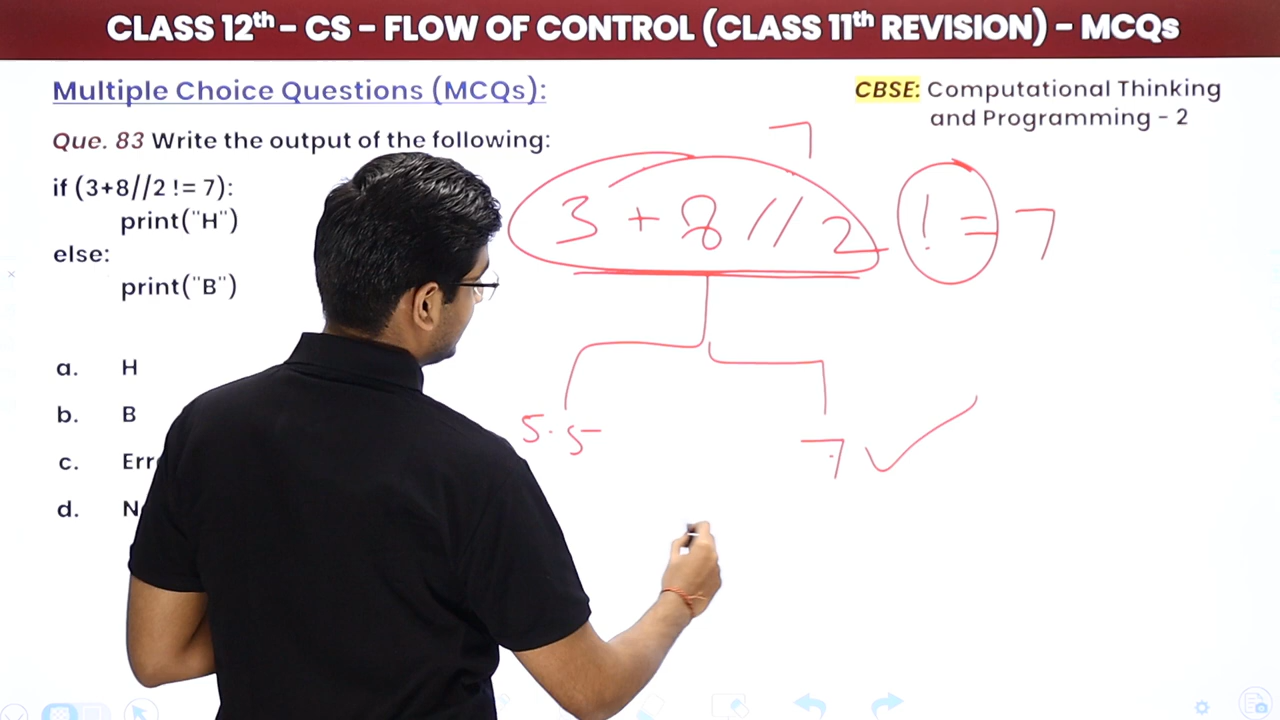 CLASS 12th - CS - FLOW OF CONTROL (CLASS 11th REVISION) - MCQs
Multiple Choice Questions (MCQs):
CBSE: Computational Thinking
and Programming - 2
Que. 83 Write the output of the following:
if (3+8//2 != 7):
print("H")
else:
print("B")
a. H
b. B
c. Err
d. N
7
3 + 8 // 2 != 7
5.5
7